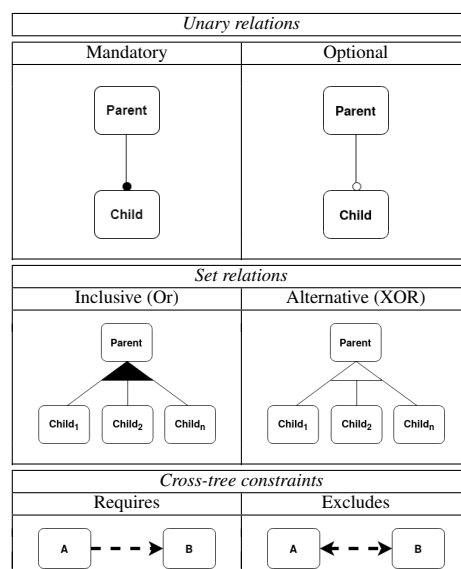 Unary relations
Mandatory Optional
Parent Parent
Child Child
Set relations
Inclusive (Or) Alternative (XOR)
Parent Parent
Child1 Child2 Childn Child1 Child2 Childn
Cross-tree constraints
Requires Excludes
A B A B